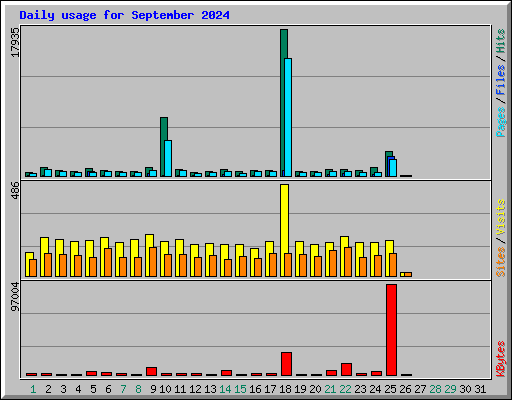 Daily usage for September 2024
17935
Pages / Files / Hits
486
Sites / Visits
97004
KBytes
1 2 3 4 5 6 7 8 9 10 11 12 13 14 15 16 17 18 19 20 21 22 23 24 25 26 27 28 29 30 31